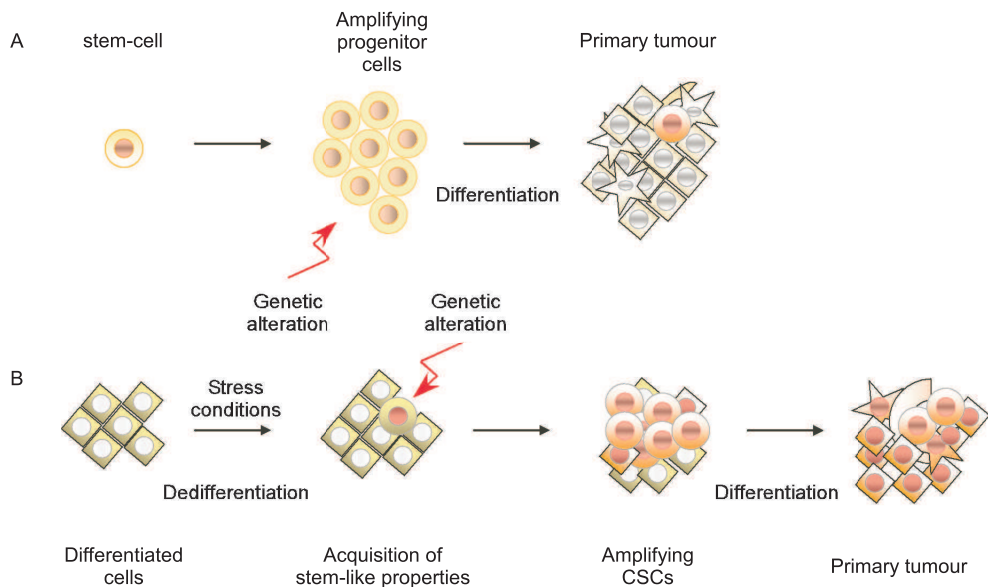 A
stem-cell
Amplifying
progenitor
cells
Primary tumour
Differentiation
Genetic
alteration
Genetic
alteration
B
Stress
conditions
Dedifferentiation
Differentiation
Differentiated
cells
Acquisition of
stem-like properties
Amplifying
CSCs
Primary tumour